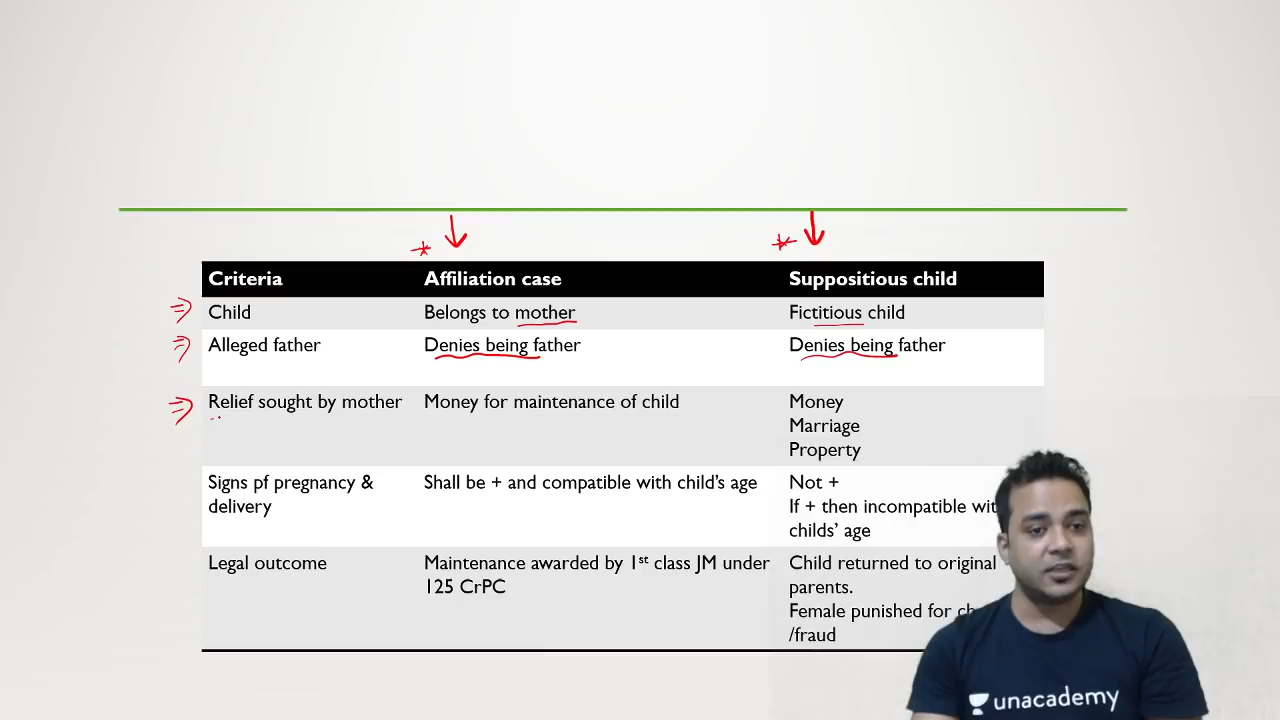 Criteria Affiliation case Suppositious child
Child Belongs to mother Fictitious child
Alleged father Denies being father Denies being father
Relief sought by mother Money for maintenance of child Money
Marriage
Property
Signs pf pregnancy & Shall be + and compatible with child's age Not +
delivery If + then incompatible
childs' age
Legal outcome Maintenance awarded by 1st class JM under Child returned to original
125 CrPC parents.
Female punished for
/fraud
unacademy